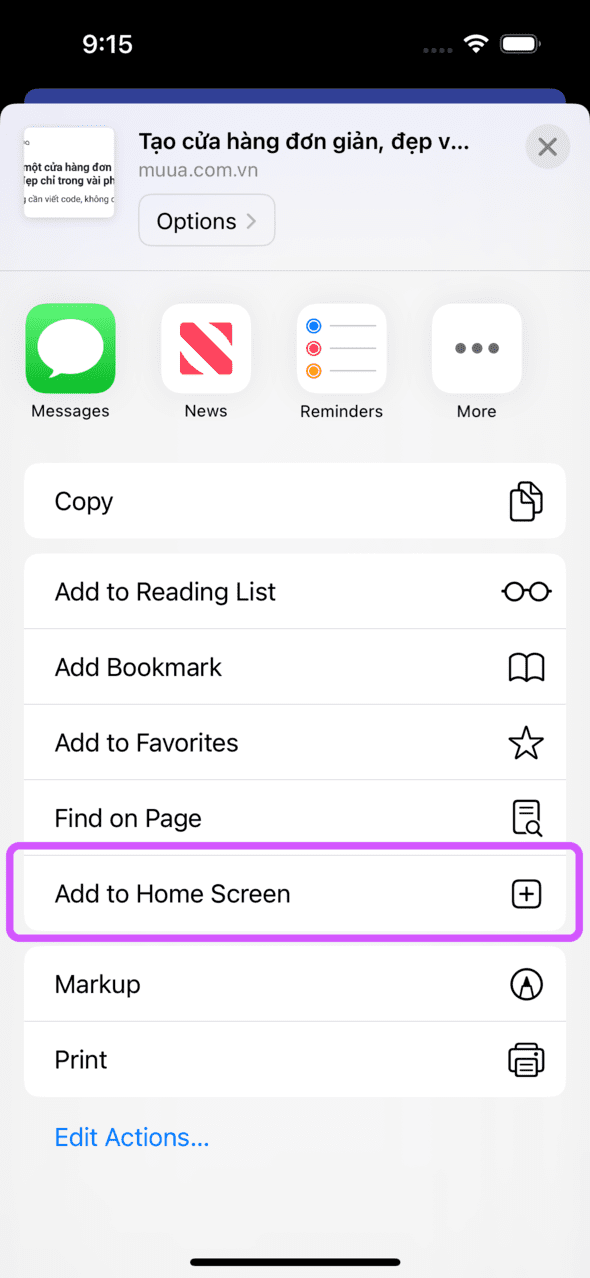 9:15
Tạo cửa hàng đơn giản, đẹp v...
muua.com.vn
một cửa hàng đơn
chỉ trong vài ph
cần viết code, không
Options
Messages
News
Reminders
More
Copy
Add to Reading List
Add Bookmark
Add to Favorites
Find on Page
Add to Home Screen
Markup
Print
Edit Actions...